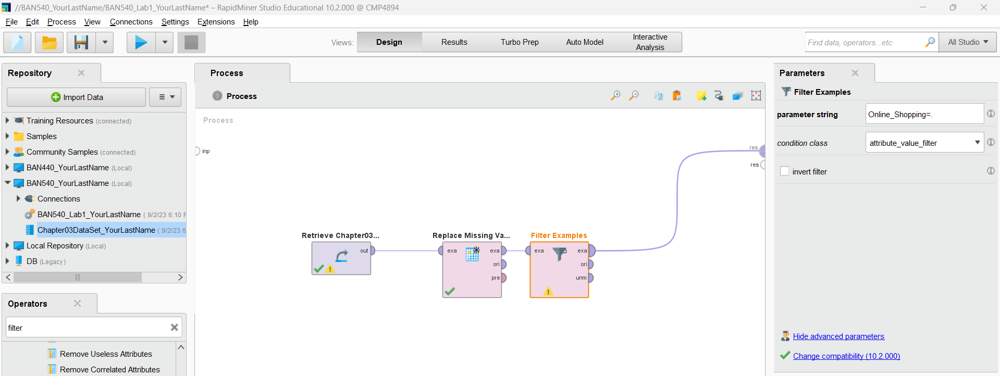 //BAN540_YourLastName/BAN540_Lab1_YourLastName* – RapidMiner Studio Educational 10.2.000 @ CMP4894
File Edit Process View Connections Settings Extensions Help
Views: Design Results Turbo Prep Auto Model Interactive Analysis
Find data, operators...etc All Studio
Repository
Import Data
Training Resources (connected)
Samples
Community Samples (connected)
BAN440_YourLastName (Local)
BAN540_YourLastName (Local)
Connections
BAN540_Lab1_YourLastName ( 9/2/23 6:10 P
Chapter03DataSet_YourLastName ( 9/2/23 6
Local Repository (Local)
DB (Legacy)
Operators
filter
Remove Useless Attributes
Remove Correlated Attributes
Process
Process
Process
inp
res
res
Retrieve Chapter03...
out
Replace Missing Va...
exa exa
ori
pre
Filter Examples
exa exa
ori
unm
Parameters
Filter Examples
parameter string Online_Shopping=.
condition class attribute_value_filter
invert filter
Hide advanced parameters
Change compatibility (10.2.000)